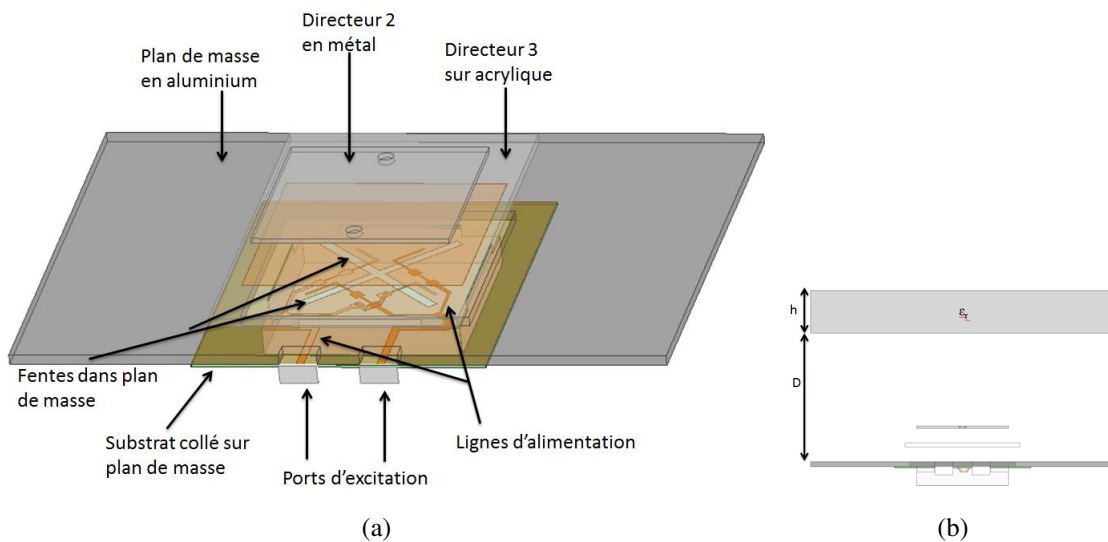 Directeur 2
en métal
Plan de masse
en aluminium
Directeur 3
sur acrylique
Fentes dans plan
de masse
Substrat collé sur
plan de masse
Ports d'excitation
Lignes d'alimentation
(a)
h
εr
D
(b)